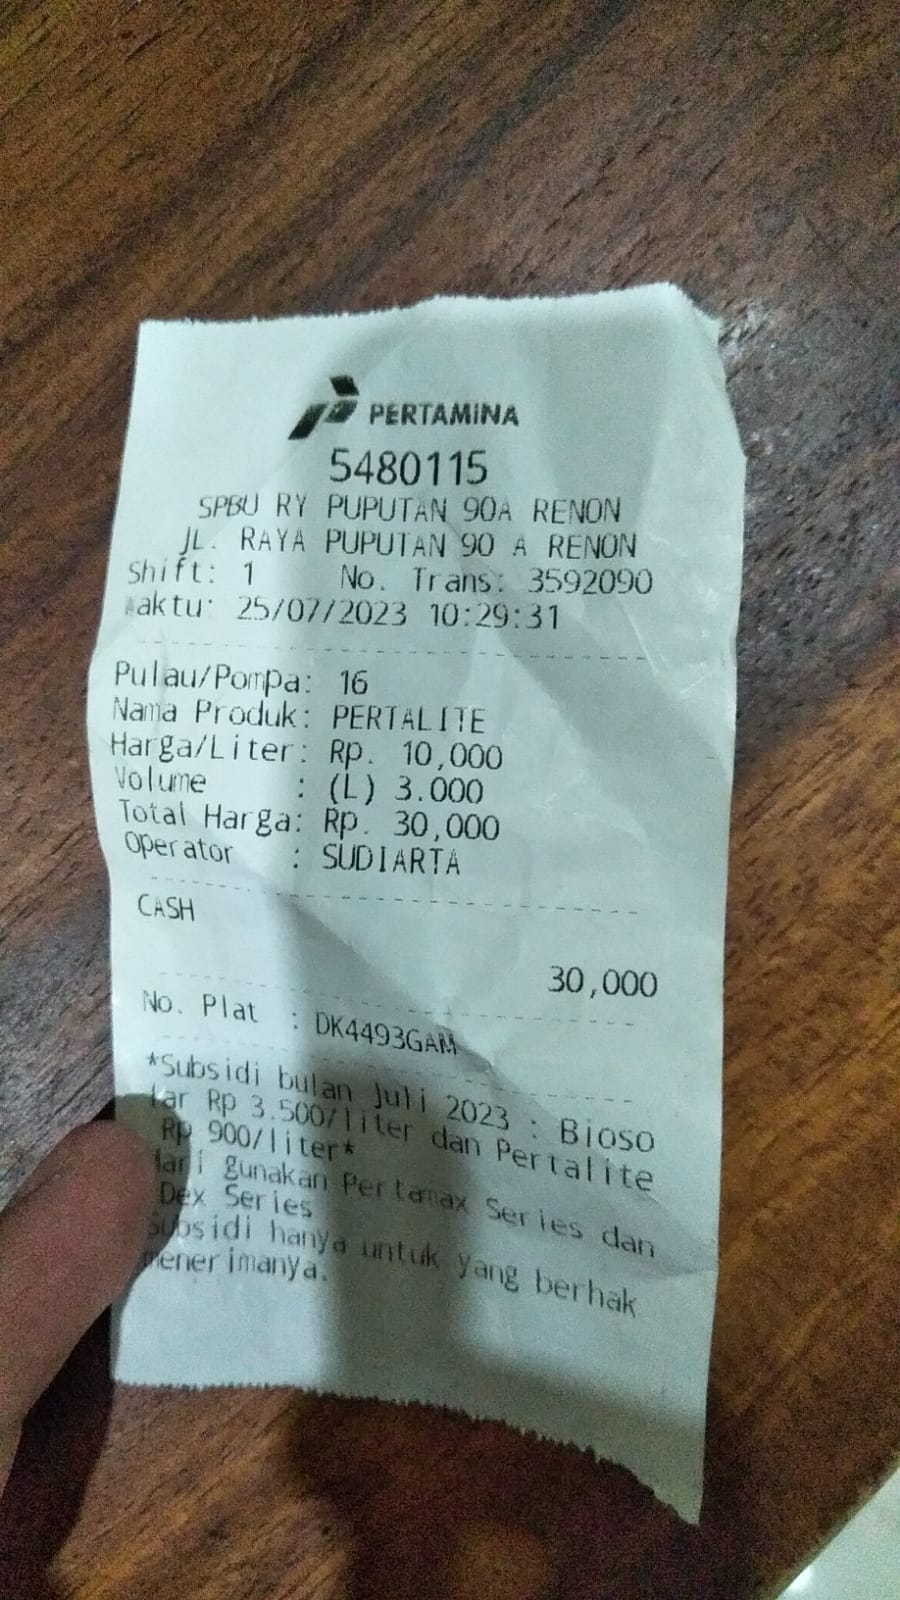 PERTAMINA
5480115
SPBU RY PUPUTAN 90A RENON
JL. RAYA PUPUTAN 90 A RENON
Shift: 1 No. Trans: 3592090
aktu: 25/07/2023 10:29:31
Pulau/Pompa: 16
Nama Produk: PERTALITE
Harga/Liter: Rp. 10,000
Volume : (L) 3.000
Total Harga: Rp. 30,000
Operator : SUDIARTA
CASH
30,000
No. Plat : DK4493GAM
*Subsidi bulan Juli 2023 : Bioso
lar Rp 3.500/liter dan Pertalite
Rp 900/liter*
Mari gunakan Pertamax Series dan
Dex Series
Subsidi hanya untuk yang berhak
menerimanya.